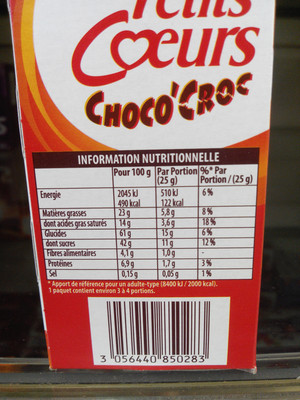 Petits
Cœurs
CHOCO'CROC
INFORMATION NUTRITIONNELLE
Pour 100 g Par Portion (25 g) %* Par Portion / (25 g)
Energie 2045 kJ 510 kJ 6 %
490 kcal 122 kcal
Matières grasses 23 g 5,8 g 8 %
dont acides gras saturés 14 g 3,6 g 18 %
Glucides 61 g 15 g 6 %
dont sucres 42 g 11 g 12 %
Fibres alimentaires 4,1 g 1,0 g -
Protéines 6,9 g 1,7 g 3 %
Sel 0,15 g 0,05 g 1 %
* Apport de référence pour un adulte-type (8400 kJ / 2000 kcal).
1 paquet contient environ 3 à 4 portions.
3 056440 850283